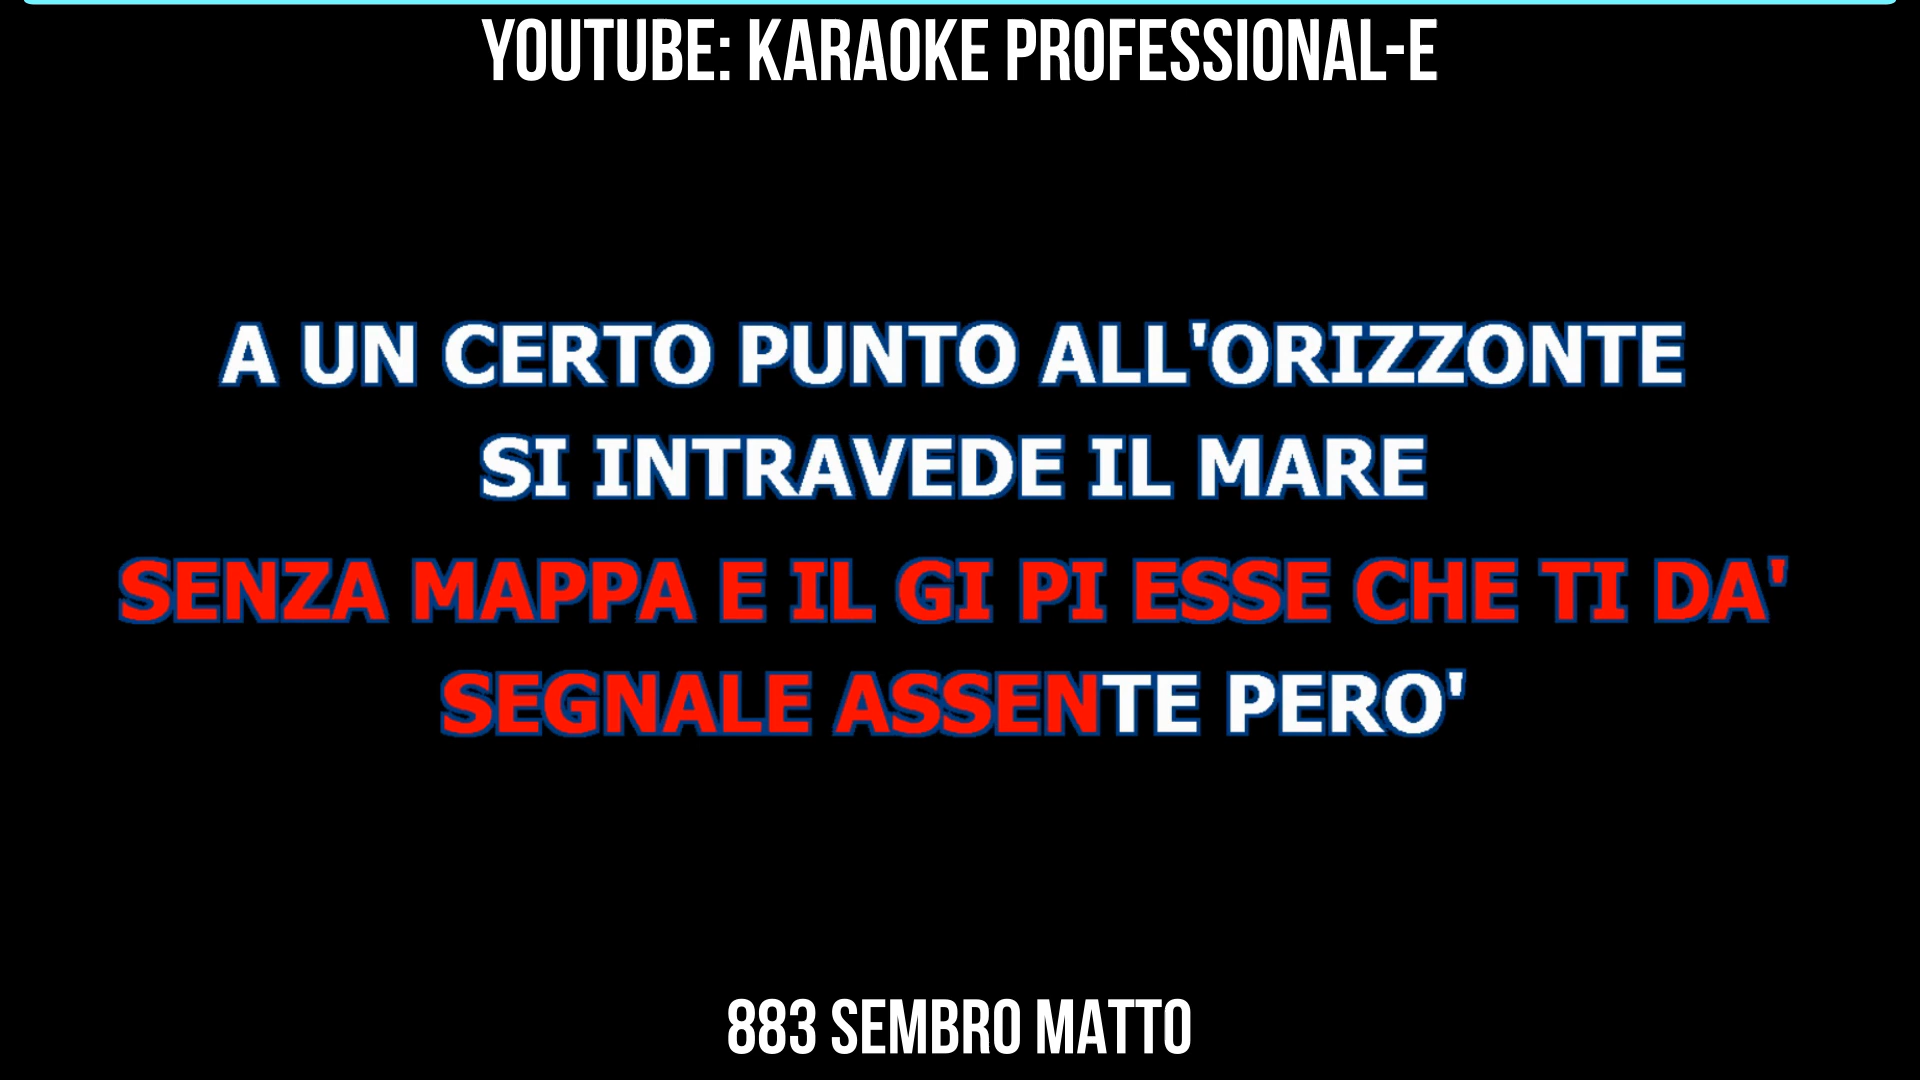 YOUTUBE: KARAOKE PROFESSIONAL-E
A UN CERTO PUNTO ALL'ORIZZONTE
SI INTRAVEDE IL MARE
SENZA MAPPA E IL GI PI ESSE CHE TI DA'
SEGNALE ASSENTE PERO'
883 SEMBRO MATTO